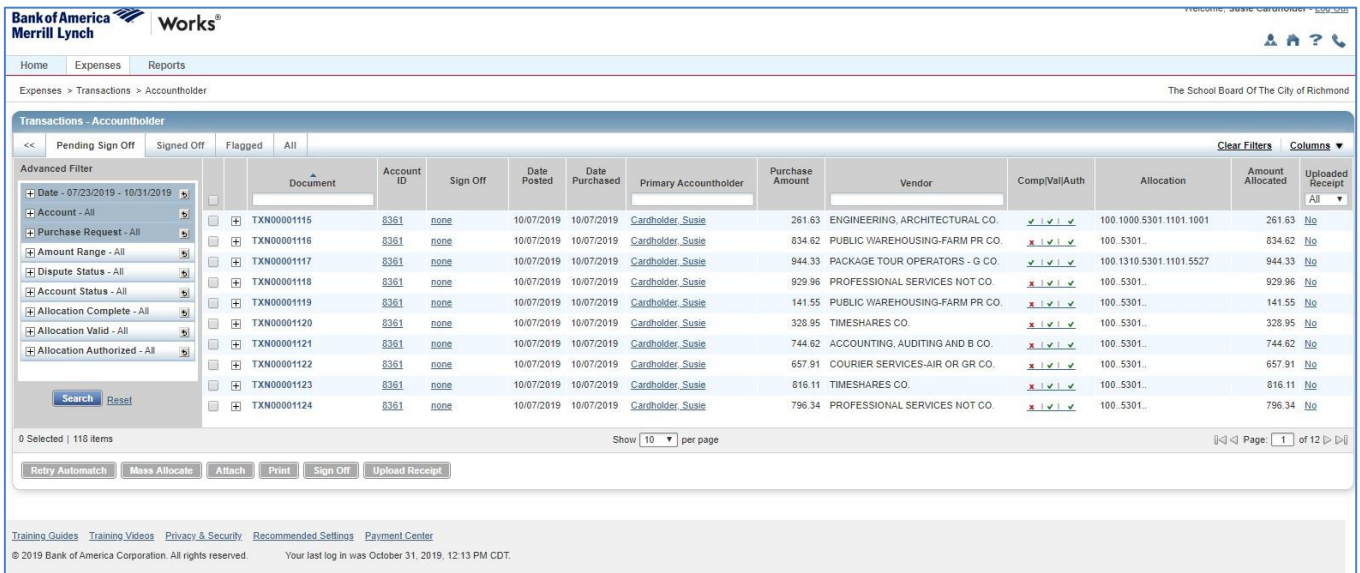 Welcome, Susie Cardholder - Log Out
Bank of America
Merrill Lynch
Works®
Home Expenses Reports
Expenses > Transactions > Accountholder The School Board Of The City of Richmond
Transactions - Accountholder
<< Pending Sign Off Signed Off Flagged All Clear Filters Columns ▼
Advanced Filter
Date - 07/23/2019 - 10/31/2019
Account - All
Purchase Request - All
Amount Range - All
Dispute Status - All
Account Status - All
Allocation Complete - All
Allocation Valid - All
Allocation Authorized - All
Search Reset
Document Account ID Sign Off Date Posted Date Purchased Primary Accountholder Purchase Amount Vendor Comp|Val|Auth Allocation Amount Allocated Uploaded Receipt
All ▼
TXN00001115 8361 none 10/07/2019 10/07/2019 Cardholder, Susie 261.63 ENGINEERING, ARCHITECTURAL CO. ✓ | ✓ | ✓ 100.1000.5301.1101.1001 261.63 No
TXN00001116 8361 none 10/07/2019 10/07/2019 Cardholder, Susie 834.62 PUBLIC WAREHOUSING-FARM PR CO. x | ✓ | ✓ 100..5301.. 834.62 No
TXN00001117 8361 none 10/07/2019 10/07/2019 Cardholder, Susie 944.33 PACKAGE TOUR OPERATORS - G CO. ✓ | ✓ | ✓ 100.1310.5301.1101.5527 944.33 No
TXN00001118 8361 none 10/07/2019 10/07/2019 Cardholder, Susie 929.96 PROFESSIONAL SERVICES NOT CO. x | ✓ | ✓ 100..5301.. 929.96 No
TXN00001119 8361 none 10/07/2019 10/07/2019 Cardholder, Susie 141.55 PUBLIC WAREHOUSING-FARM PR CO. x | ✓ | ✓ 100..5301.. 141.55 No
TXN00001120 8361 none 10/07/2019 10/07/2019 Cardholder, Susie 328.95 TIMESHARES CO. x | ✓ | ✓ 100..5301.. 328.95 No
TXN00001121 8361 none 10/07/2019 10/07/2019 Cardholder, Susie 744.62 ACCOUNTING, AUDITING AND B CO. x | ✓ | ✓ 100..5301.. 744.62 No
TXN00001122 8361 none 10/07/2019 10/07/2019 Cardholder, Susie 657.91 COURIER SERVICES-AIR OR GR CO. x | ✓ | ✓ 100..5301.. 657.91 No
TXN00001123 8361 none 10/07/2019 10/07/2019 Cardholder, Susie 816.11 TIMESHARES CO. x | ✓ | ✓ 100..5301.. 816.11 No
TXN00001124 8361 none 10/07/2019 10/07/2019 Cardholder, Susie 796.34 PROFESSIONAL SERVICES NOT CO. x | ✓ | ✓ 100..5301.. 796.34 No
0 Selected | 118 items Show 10 ▼ per page Page: 1 of 12
Retry Automatch Mass Allocate Attach Print Sign Off Upload Receipt
Training Guides Training Videos Privacy & Security Recommended Settings Payment Center
© 2019 Bank of America Corporation. All rights reserved. Your last log in was October 31, 2019, 12:13 PM CDT.